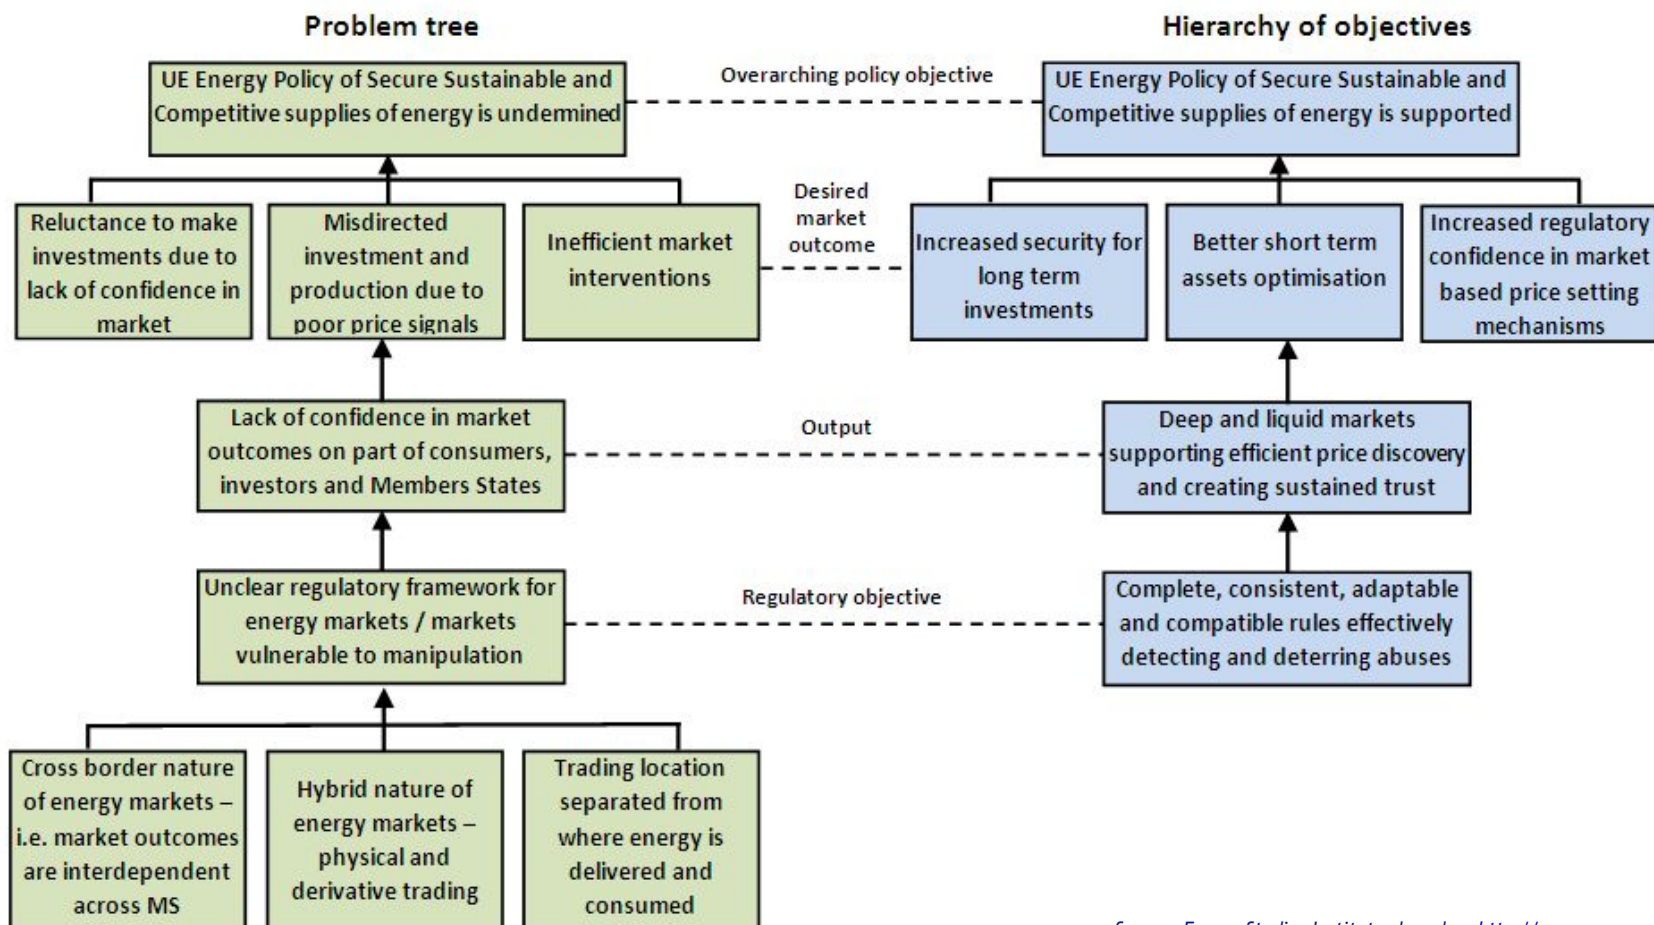 Problem tree
Hierarchy of objectives
UE Energy Policy of Secure Sustainable and
Competitive supplies of energy is undermined
Overarching policy objective
UE Energy Policy of Secure Sustainable and
Competitive supplies of energy is supported
Reluctance to make
investments due to
lack of confidence in
market
Misdirected
investment and
production due to
poor price signals
Inefficient market
interventions
Desired
market
outcome
Increased security for
long term
investments
Better short term
assets optimisation
Increased regulatory
confidence in market
based price setting
mechanisms
Lack of confidence in market
outcomes on part of consumers,
investors and Members States
Output
Deep and liquid markets
supporting efficient price discovery
and creating sustained trust
Unclear regulatory framework for
energy markets / markets
vulnerable to manipulation
Regulatory objective
Complete, consistent, adaptable
and compatible rules effectively
detecting and deterring abuses
Cross border nature
of energy markets –
i.e. market outcomes
are interdependent
across MS
Hybrid nature of
energy markets –
physical and
derivative trading
Trading location
separated from
where energy is
delivered and
consumed